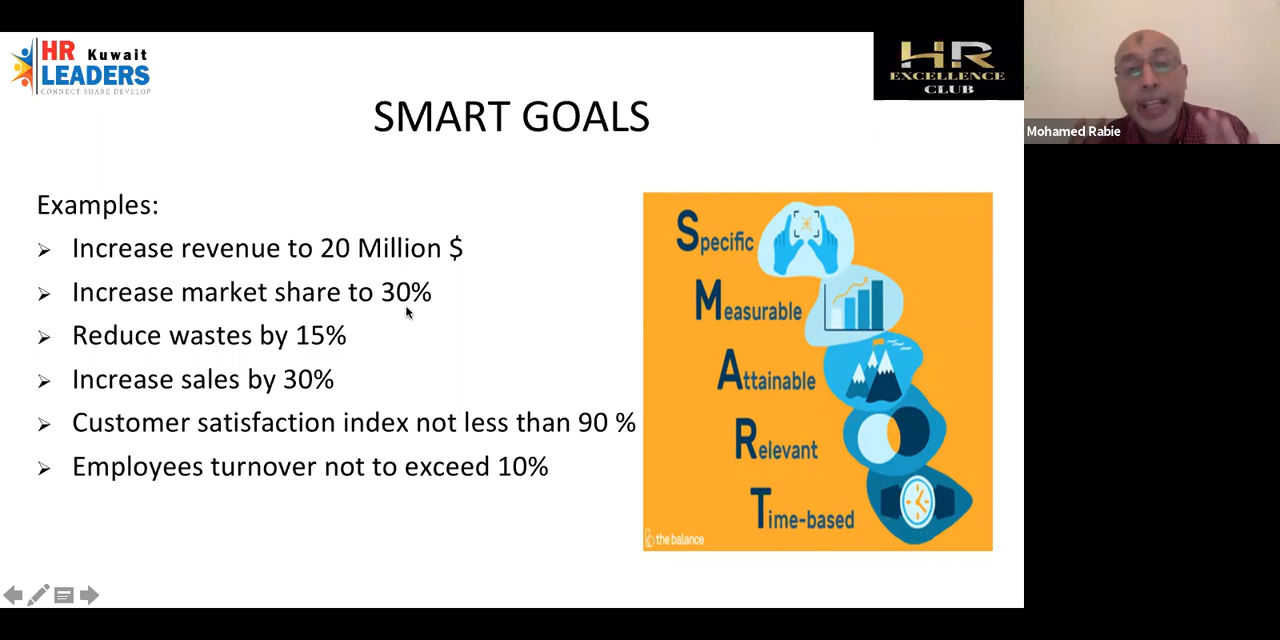 HR Kuwait
LEADERS
CONNECT SHARE DEVELOP
HR
EXCELLENCE
CLUB
Mohamed Rabie
SMART GOALS
Examples:
Increase revenue to 20 Million $
Increase market share to 30%
Reduce wastes by 15%
Increase sales by 30%
Customer satisfaction index not less than 90 %
Employees turnover not to exceed 10%
Specific
Measurable
Attainable
Relevant
Time-based
the balance